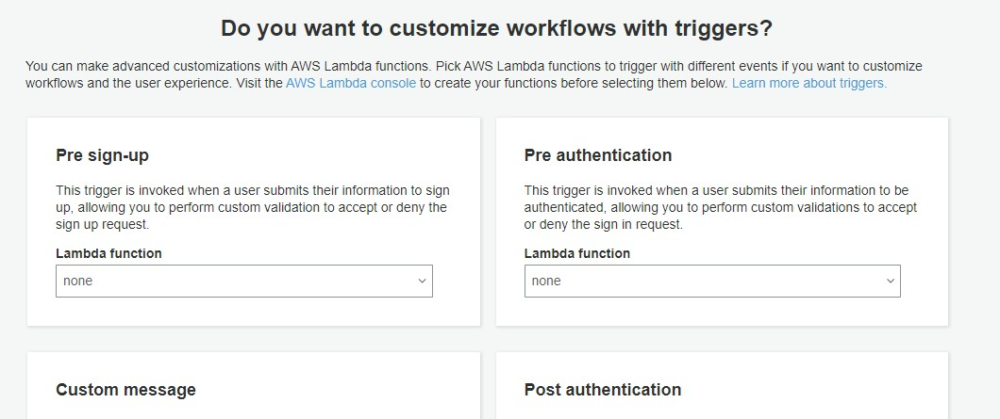 Do you want to customize workflows with triggers?
You can make advanced customizations with AWS Lambda functions. Pick AWS Lambda functions to trigger with different events if you want to customize
workflows and the user experience. Visit the AWS Lambda console to create your functions before selecting them below. Learn more about triggers.
Pre sign-up
This trigger is invoked when a user submits their information to sign
up, allowing you to perform custom validation to accept or deny the
sign up request.
Lambda function
none
Pre authentication
This trigger is invoked when a user submits their information to be
authenticated, allowing you to perform custom validations to accept
or deny the sign in request.
Lambda function
none
Custom message
Post authentication